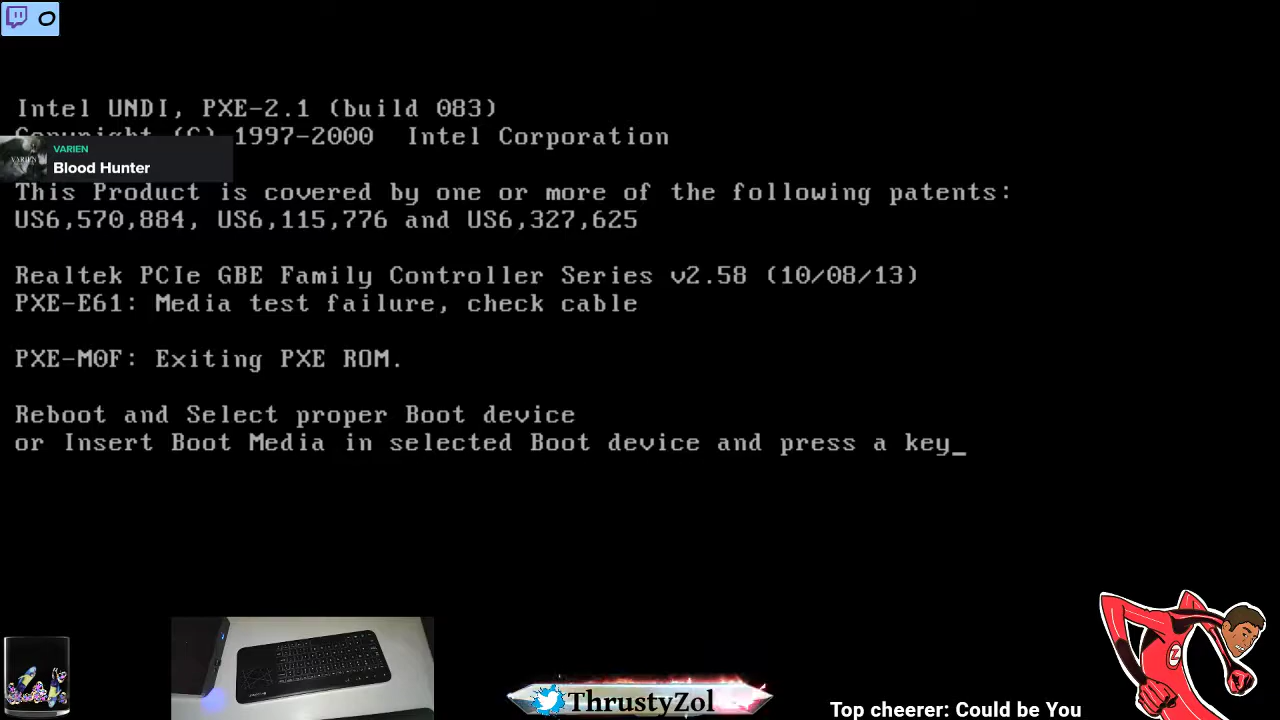 0
Intel UNDI, PXE-2.1 (build 083)
Copyright (C) 1997-2000 Intel Corporation
VARIEN
Blood Hunter
This Product is covered by one or more of the following patents:
US6,570,884, US6,115,776 and US6,327,625
Realtek PCIe GBE Family Controller Series v2.58 (10/08/13)
PXE-E61: Media test failure, check cable
PXE-M0F: Exiting PXE ROM.
Reboot and Select proper Boot device
or Insert Boot Media in selected Boot device and press a key_
ThrustyZol
Top cheerer: Could be You
Z